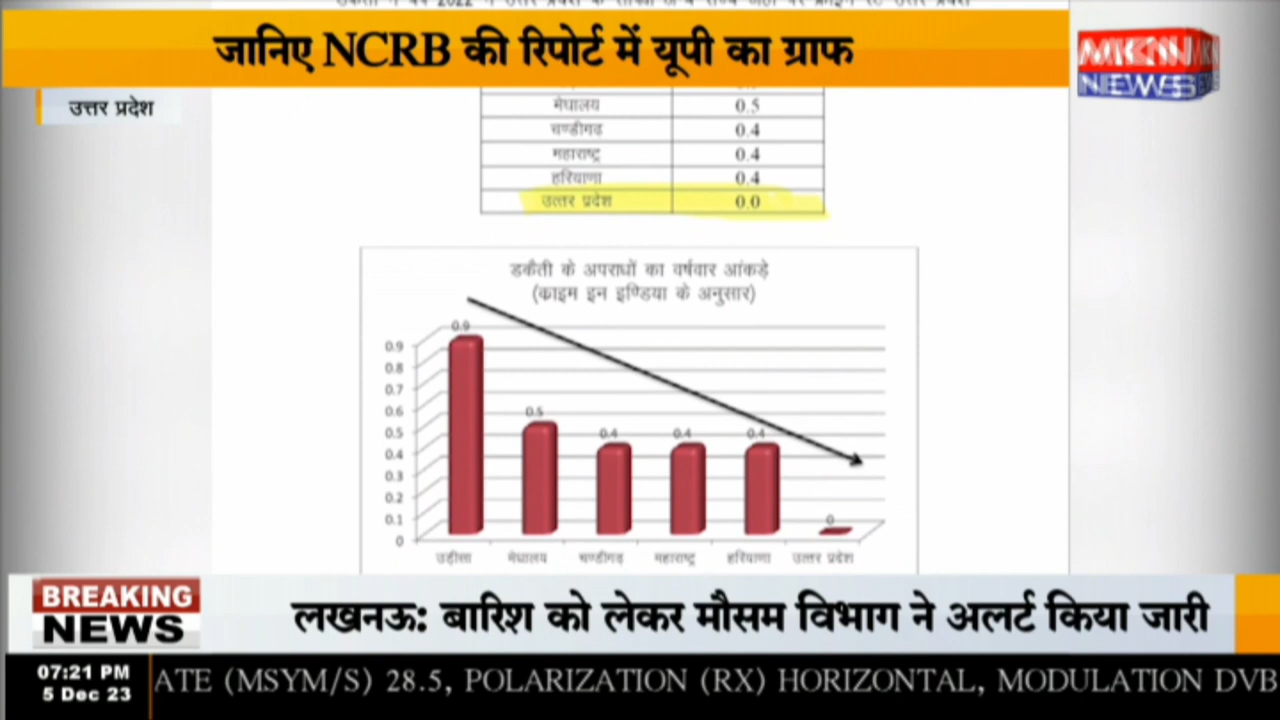 जानिए NCRB की रिपोर्ट में यूपी का ग्राफ
MKN
NEWS
उत्तर प्रदेश
मेघालय 0.5
चण्डीगढ़ 0.4
महाराष्ट्र 0.4
हरियाणा 0.4
उत्तर प्रदेश 0.0
डकैती के अपराधों का वर्षवार आंकड़े
(काइम इन इण्डिया के अनुसार)
0.9
0.5
0.4
0.4
0.4
0
0.9
0.8
0.7
0.6
0.5
0.4
0.3
0.2
0.1
0
उड़ीसा मेघालय चण्डीगढ़ महाराष्ट्र हरियाणा उत्तर प्रदेश
BREAKING
NEWS
लखनऊ: बारिश को लेकर मौसम विभाग ने अलर्ट किया जारी
07:21 PM
5 Dec 23
ATE (MSYM/S) 28.5, POLARIZATION (RX) HORIZONTAL, MODULATION DVB